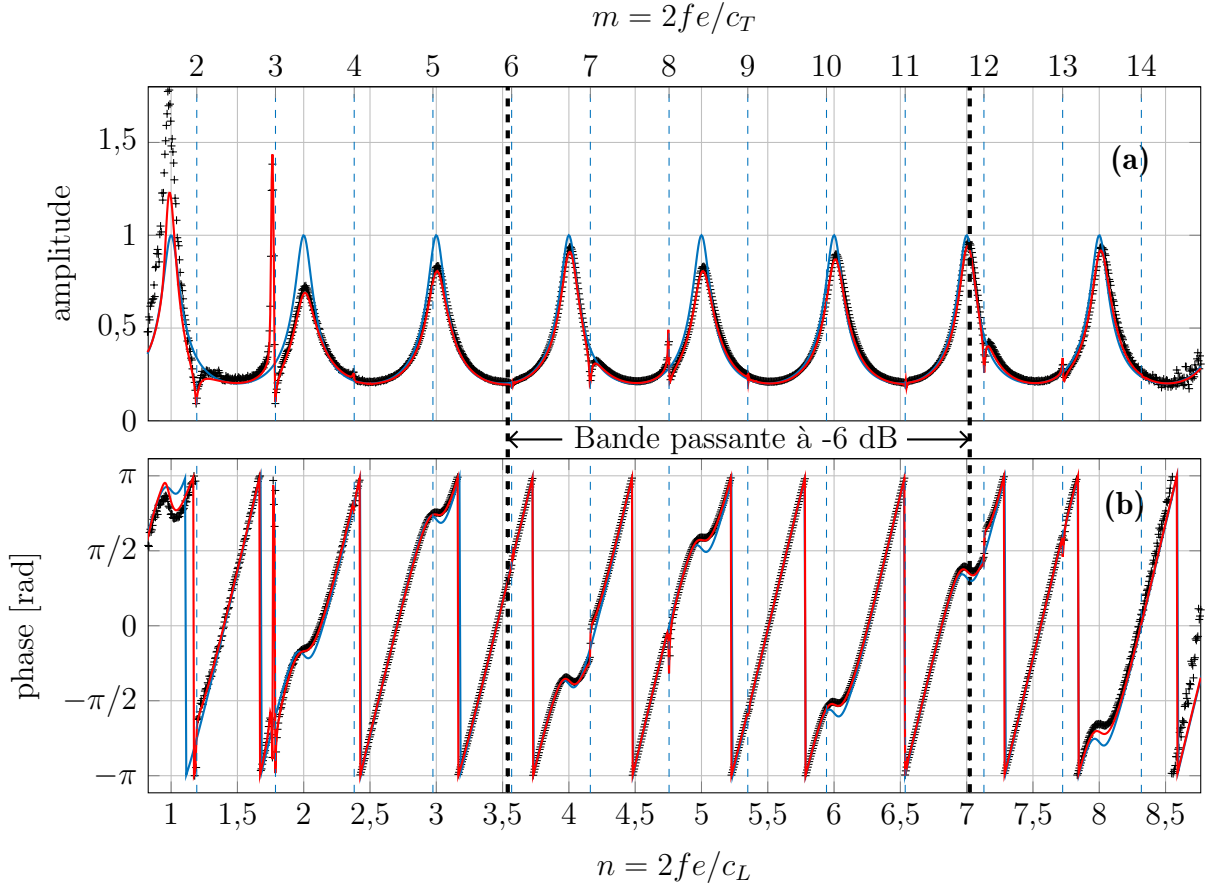 m = 2fe/c_T
2 3 4 5 6 7 8 9 10 11 12 13 14
amplitude
1,5
1
0,5
0
(a)
Bande passante à -6 dB
phase [rad]
π
π/2
0
−π/2
−π
(b)
1 1,5 2 2,5 3 3,5 4 4,5 5 5,5 6 6,5 7 7,5 8 8,5
n = 2fe/c_L